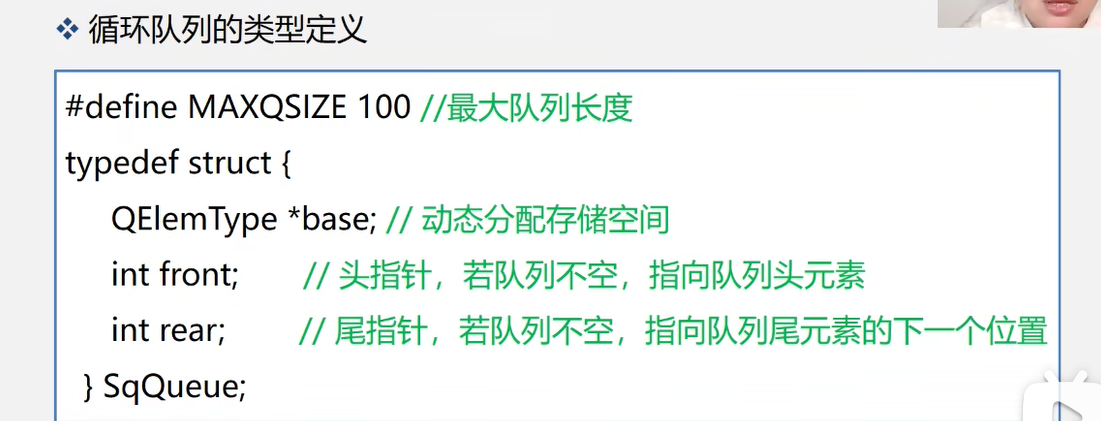 循环队列的类型定义
#define MAXQSIZE 100 //最大队列长度
typedef struct {
QElemType *base; // 动态分配存储空间
int front; // 头指针，若队列不空，指向队列头元素
int rear; // 尾指针，若队列不空，指向队列尾元素的下一个位置
} SqQueue;